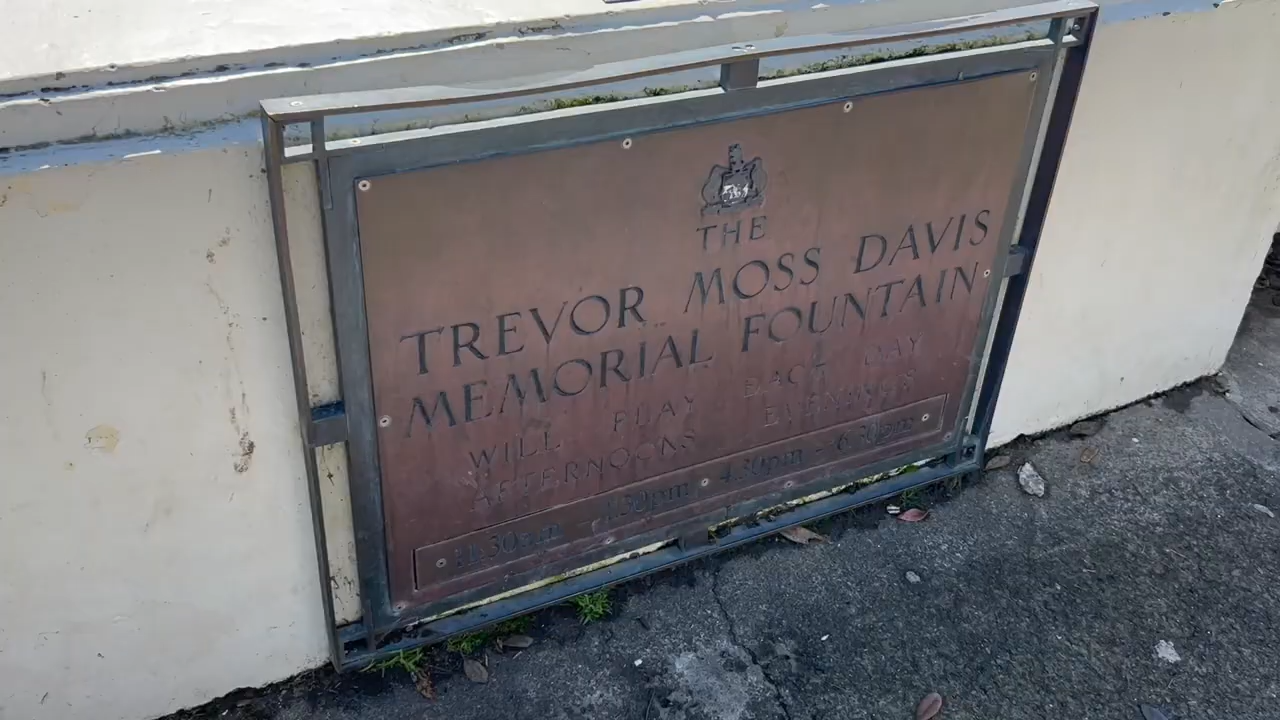 THE
TREVOR MOSS DAVIS
MEMORIAL FOUNTAIN
WILL PLAY EACH DAY
AFTERNOONS EVENINGS
11:30am - 1:30pm • 4:30pm - 6:30pm